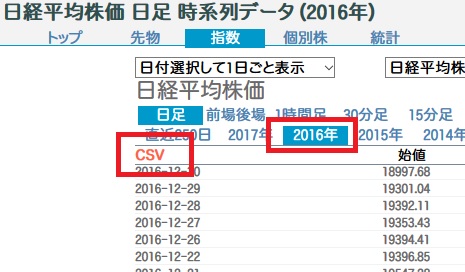 日経平均株価 日足 時系列データ (2016年)
トップ 先物 指数 個別株 統計
日付選択して1日ごと表示 日経平均株
日経平均株価
日足 前場後場 1時間足 30分足 15分足
直近250日 2017年 2016年 2015年 2014年
CSV 始値
2016-12-30 18997.68
2016-12-29 19301.04
2016-12-28 19392.11
2016-12-27 19353.43
2016-12-26 19394.41
2016-12-22 19396.85